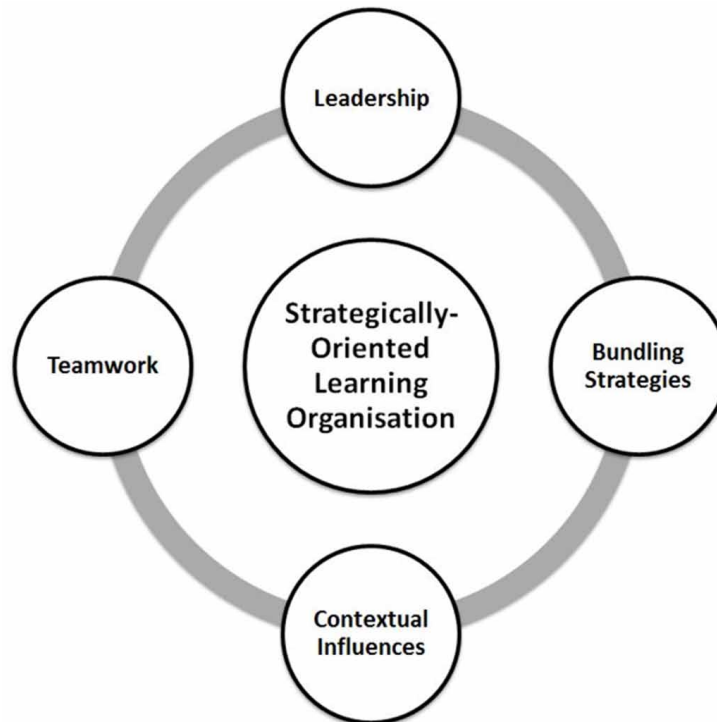 Leadership
Strategically-
Oriented
Learning
Organisation
Teamwork
Bundling
Strategies
Contextual
Influences